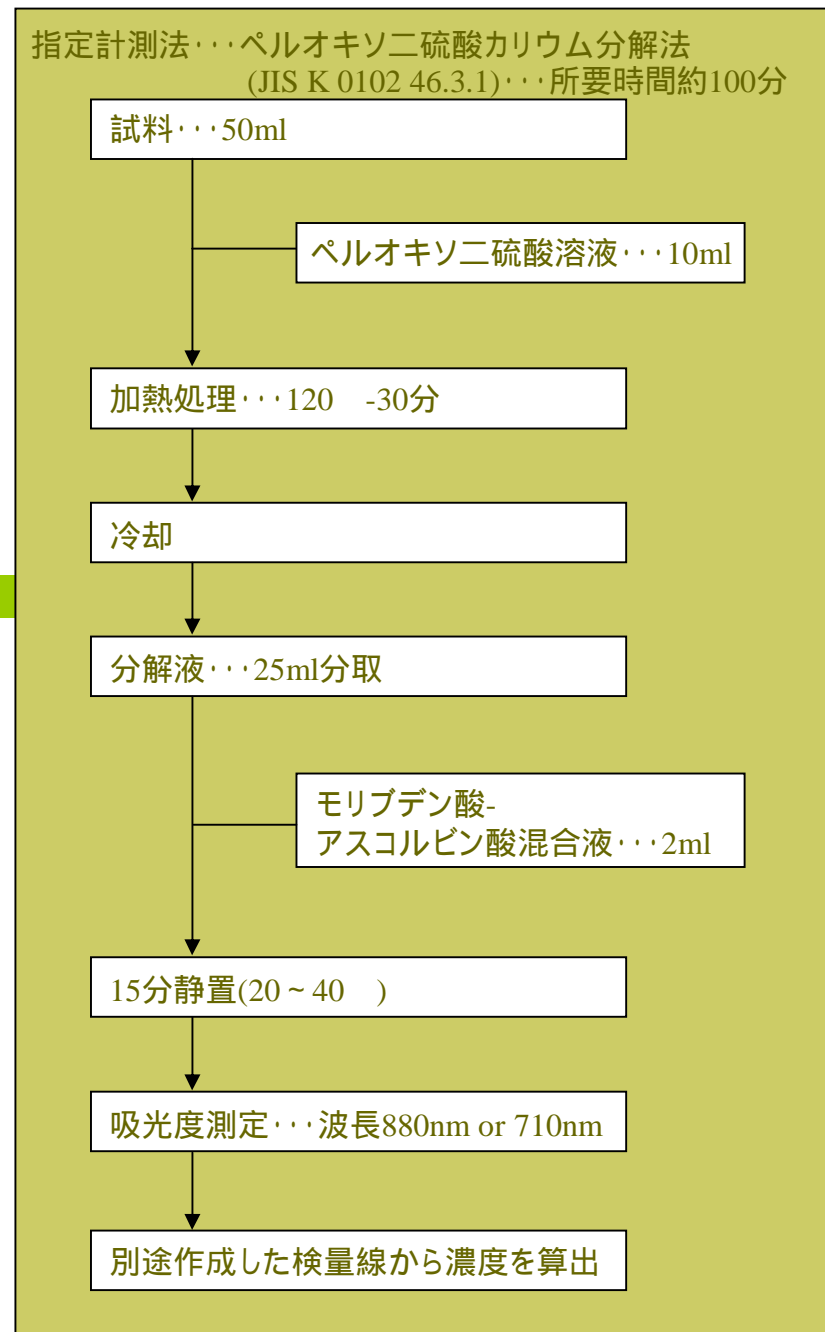 指定計測法･･･ペルオキソ二硫酸カリウム分解法
(JIS K 0102 46.3.1)･･･所要時間約100分
試料･･･50ml
ペルオキソ二硫酸溶液･･･10ml
加熱処理･･･120　-30分
冷却
分解液･･･25ml分取
モリブデン酸-
アスコルビン酸混合液･･･2ml
15分静置(20～40　)
吸光度測定･･･波長880nm or 710nm
別途作成した検量線から濃度を算出